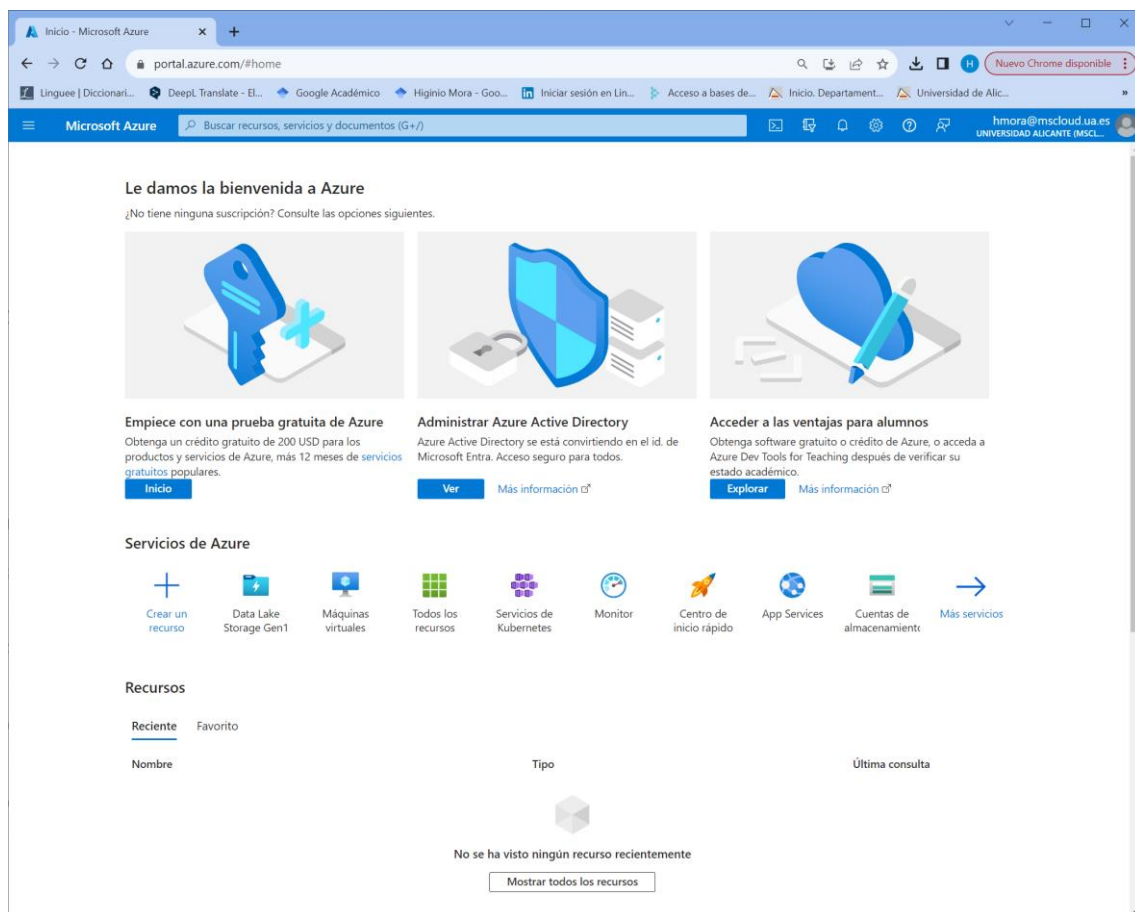 Inicio - Microsoft Azure
portal.azure.com/#home
H
Nuevo Chrome disponible
Linguee | Diccionari...
DeepL Translate - El...
Google Académico
Higinio Mora - Goo...
Iniciar sesión en Lin...
Acceso a bases de...
Inicio. Departament...
Universidad de Alic...
»
Microsoft Azure
Buscar recursos, servicios y documentos (G+/)
hmora@mscloud.ua.es
UNIVERSIDAD ALICANTE (MSCL...
Le damos la bienvenida a Azure
¿No tiene ninguna suscripción? Consulte las opciones siguientes.
Empiece con una prueba gratuita de Azure
Obtenga un crédito gratuito de 200 USD para los
productos y servicios de Azure, más 12 meses de servicios
gratuitos populares.
Inicio
Administrar Azure Active Directory
Azure Active Directory se está convirtiendo en el id. de
Microsoft Entra. Acceso seguro para todos.
Ver
Más información
Acceder a las ventajas para alumnos
Obtenga software gratuito o crédito de Azure, o acceda a
Azure Dev Tools for Teaching después de verificar su
estado académico.
Explorar
Más información
Servicios de Azure
Crear un
recurso
Data Lake
Storage Gen1
Máquinas
virtuales
Todos los
recursos
Servicios de
Kubernetes
Monitor
Centro de
inicio rápido
App Services
Cuentas de
almacenamiento
Más servicios
Recursos
Reciente
Favorito
Nombre
Tipo
Última consulta
No se ha visto ningún recurso recientemente
Mostrar todos los recursos